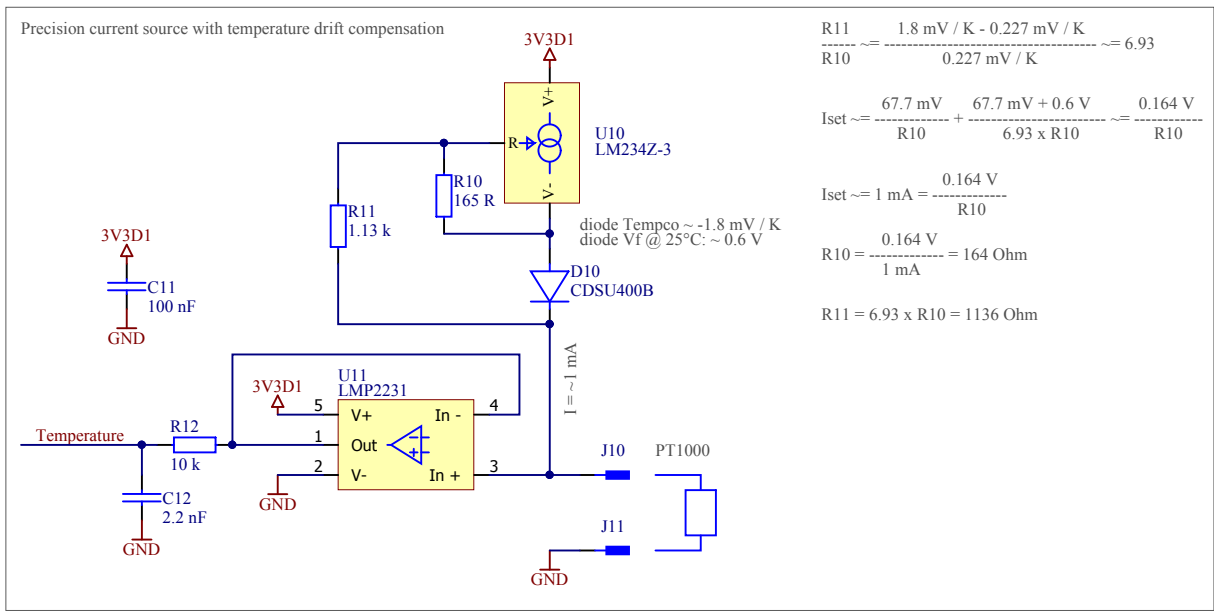 Precision current source with temperature drift compensation
3V3D1
V+
U10
LM234Z-3
R
V-
R10
165 R
R11
1.13 k
diode Tempco ~ -1.8 mV / K
diode Vf @ 25°C: ~ 0.6 V
D10
CDSU400B
3V3D1
C11
100 nF
GND
I = ~1 mA
U11
LMP2231
3V3D1
5 V+ In - 4
1 Out
2 V- In + 3
GND
Temperature
R12
10 k
C12
2.2 nF
GND
J10 PT1000
J11
GND
R11 1.8 mV / K - 0.227 mV / K
------ ~= ------------------------------------- ~= 6.93
R10 0.227 mV / K
67.7 mV 67.7 mV + 0.6 V 0.164 V
Iset ~= ------------- + ------------------------ ~= ------------
R10 6.93 x R10 R10
0.164 V
Iset ~= 1 mA = -------------
R10
0.164 V
R10 = ------------- = 164 Ohm
1 mA
R11 = 6.93 x R10 = 1136 Ohm